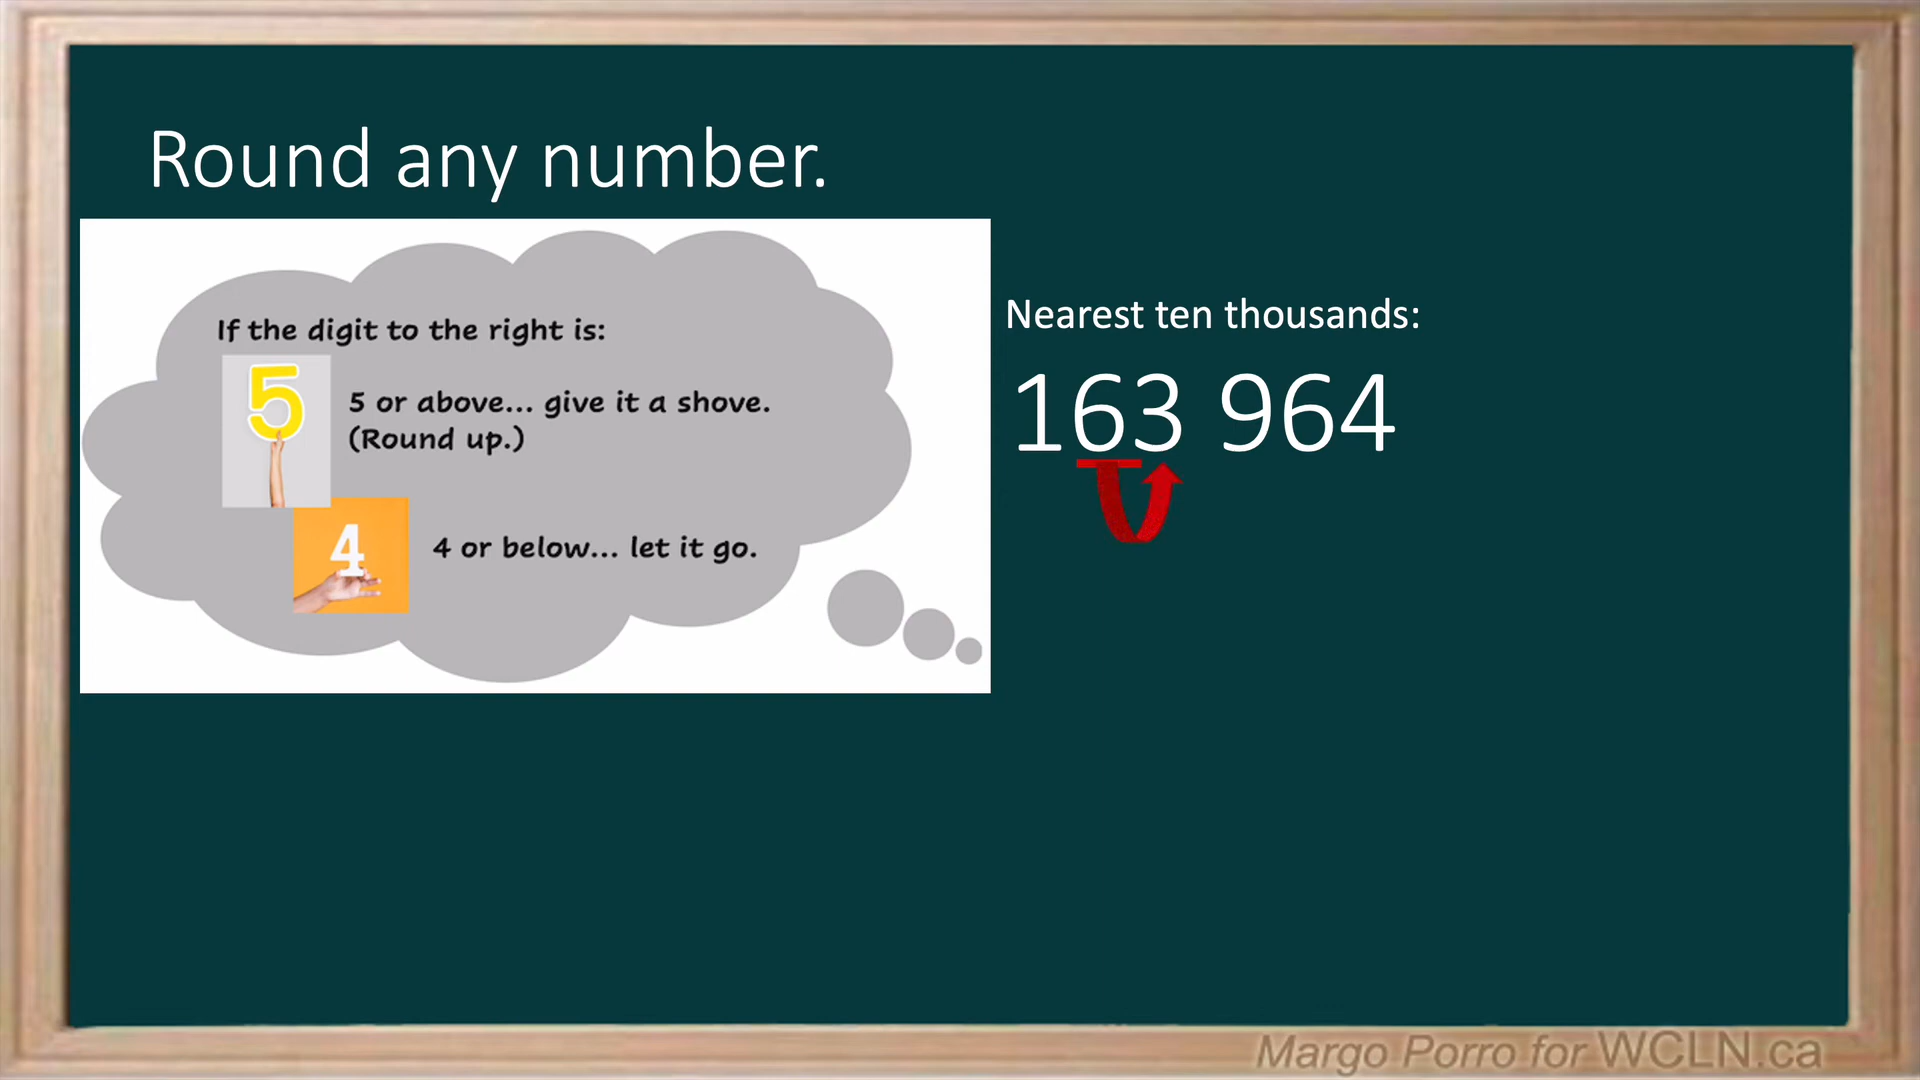 Round any number.
If the digit to the right is:
5
5 or above... give it a shove.
(Round up.)
4
4 or below... let it go.
Nearest ten thousands:
163 964
Margo Porro for WCLN.ca